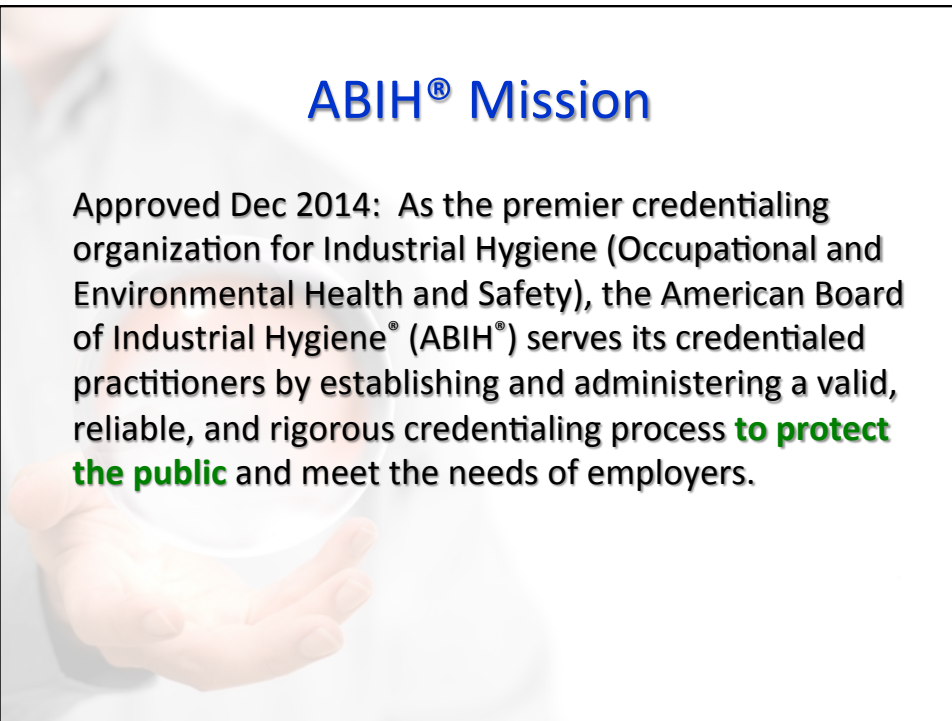 ABIH® Mission
Approved Dec 2014:  As the premier credentialing
organization for Industrial Hygiene (Occupational and
Environmental Health and Safety), the American Board
of Industrial Hygiene® (ABIH®) serves its credentialed
practitioners by establishing and administering a valid,
reliable, and rigorous credentialing process to protect
the public and meet the needs of employers.